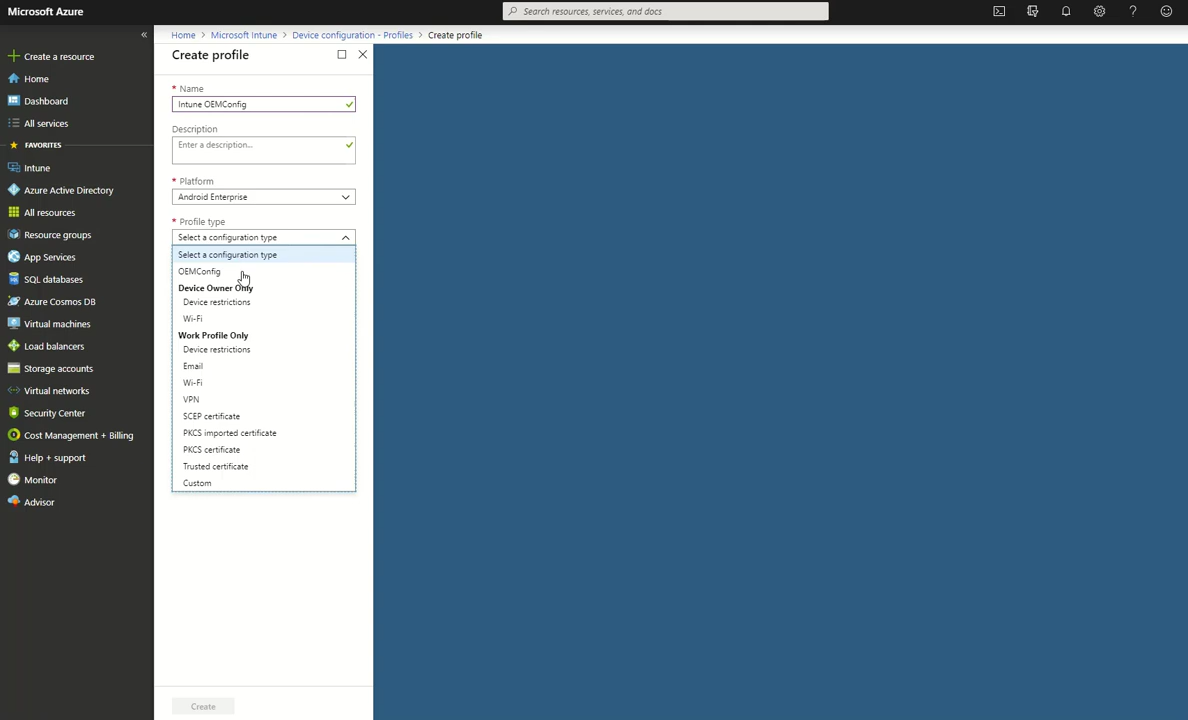 Microsoft Azure
Search resources, services, and docs
«
Home > Microsoft Intune > Device configuration - Profiles > Create profile
Create a resource
Home
Dashboard
All services
FAVORITES
Intune
Azure Active Directory
All resources
Resource groups
App Services
SQL databases
Azure Cosmos DB
Virtual machines
Load balancers
Storage accounts
Virtual networks
Security Center
Cost Management + Billing
Help + support
Monitor
Advisor
Create profile
* Name
Intune OEMConfig
Description
Enter a description...
* Platform
Android Enterprise
* Profile type
Select a configuration type
Select a configuration type
OEMConfig
Device Owner Only
Device restrictions
Wi-Fi
Work Profile Only
Device restrictions
Email
Wi-Fi
VPN
SCEP certificate
PKCS imported certificate
PKCS certificate
Trusted certificate
Custom
Create